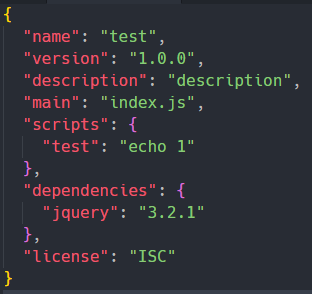 {
"name": "test",
"version": "1.0.0",
"description": "description",
"main": "index.js",
"scripts": {
"test": "echo 1"
},
"dependencies": {
"jquery": "3.2.1"
},
"license": "ISC"
}